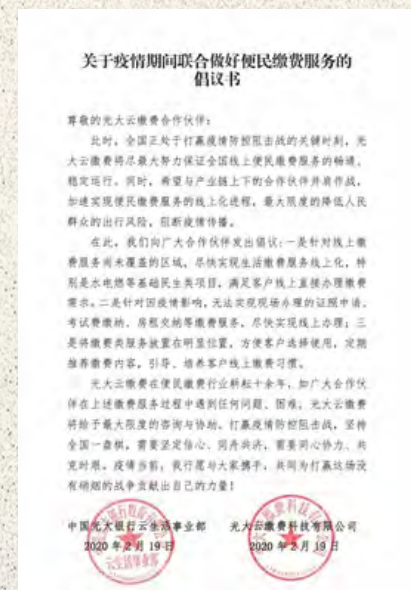 关于疫情期间联合做好便民缴费服务的
倡议书
尊敬的光大云缴费合作伙伴：
此时，全国正处于打赢疫情防控阻击战的关键时刻，光
大云缴费将尽最大努力保证全国线上便民缴费服务的畅通、
稳定运行。同时，希望与产业链上下的合作伙伴并肩作战，
加速实现便民缴费服务的线上化进程，最大限度的降低人民
群众的出行风险，阻断疫情传播。
在此，我们向广大合作伙伴发出倡议：一是针对线上缴
费服务尚未覆盖的区域，尽快实现生活缴费服务线上化，特
别是水电燃等基础民生类项目，满足客户线上直接办理缴费
需求。二是针对因疫情影响，无法实现现场办理的证照申请、
考试费缴纳、房租交纳等缴费服务，尽快实现线上办理；三
是将缴费类服务放置在明显位置，方便客户选择使用，定期
推荐缴费内容，引导、培养客户线上缴费习惯。
光大云缴费在便民缴费行业耕耘十余年，如广大合作伙
伴在上述缴费服务过程中遇到任何问题、困难，光大云缴费
将给予最大限度的咨询与协助。打赢疫情防控阻击战，坚持
全国一盘棋，需要坚定信心、同舟共济，需要同心协力、共
克时艰。疫情当前，我行愿与大家携手，共同为打赢这场没
有硝烟的战争贡献出自己的力量！
中国光大银行云生活事业部 光大云缴费科技有限公司
2020 年 2 月 19 日 2020 年 2 月 19 日